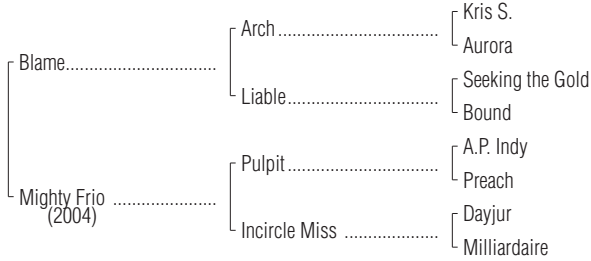 Kris S.
Arch........................................
Aurora
Blame......................................
Seeking the Gold
Liable......................................
Bound
A.P. Indy
Pulpit......................................
Preach
Mighty Frio ..........................
(2004)
Dayjur
Incircle Miss ........................
Milliardaire